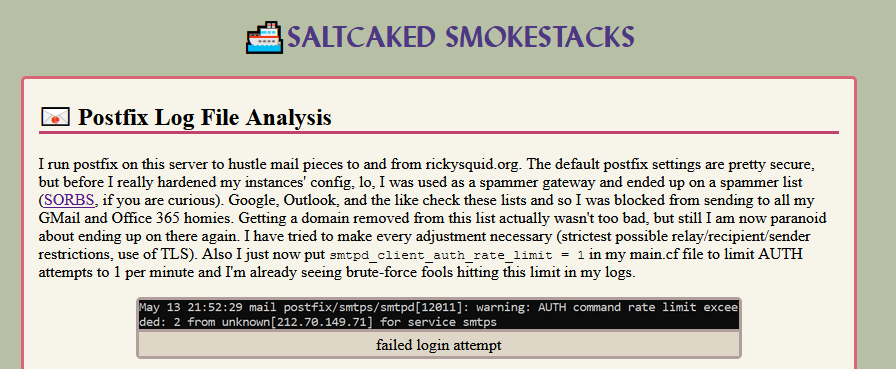 SALTCAKED SMOKESTACKS
Postfix Log File Analysis
I run postfix on this server to hustle mail pieces to and from rickysquid.org. The default postfix settings are pretty secure,
but before I really hardened my instances' config, lo, I was used as a spammer gateway and ended up on a spammer list
(SORBS, if you are curious). Google, Outlook, and the like check these lists and so I was blocked from sending to all my
GMail and Office 365 homies. Getting a domain removed from this list actually wasn't too bad, but still I am now paranoid
about ending up on there again. I have tried to make every adjustment necessary (strictest possible relay/recipient/sender
restrictions, use of TLS). Also I just now put smtpd_client_auth_rate_limit = 1 in my main.cf file to limit AUTH
attempts to 1 per minute and I'm already seeing brute-force fools hitting this limit in my logs.
May 13 21:52:29 mail postfix/smtps/smtpd[12011]: warning: AUTH command rate limit excee
ded: 2 from unknown[212.70.149.71] for service smtps
failed login attempt